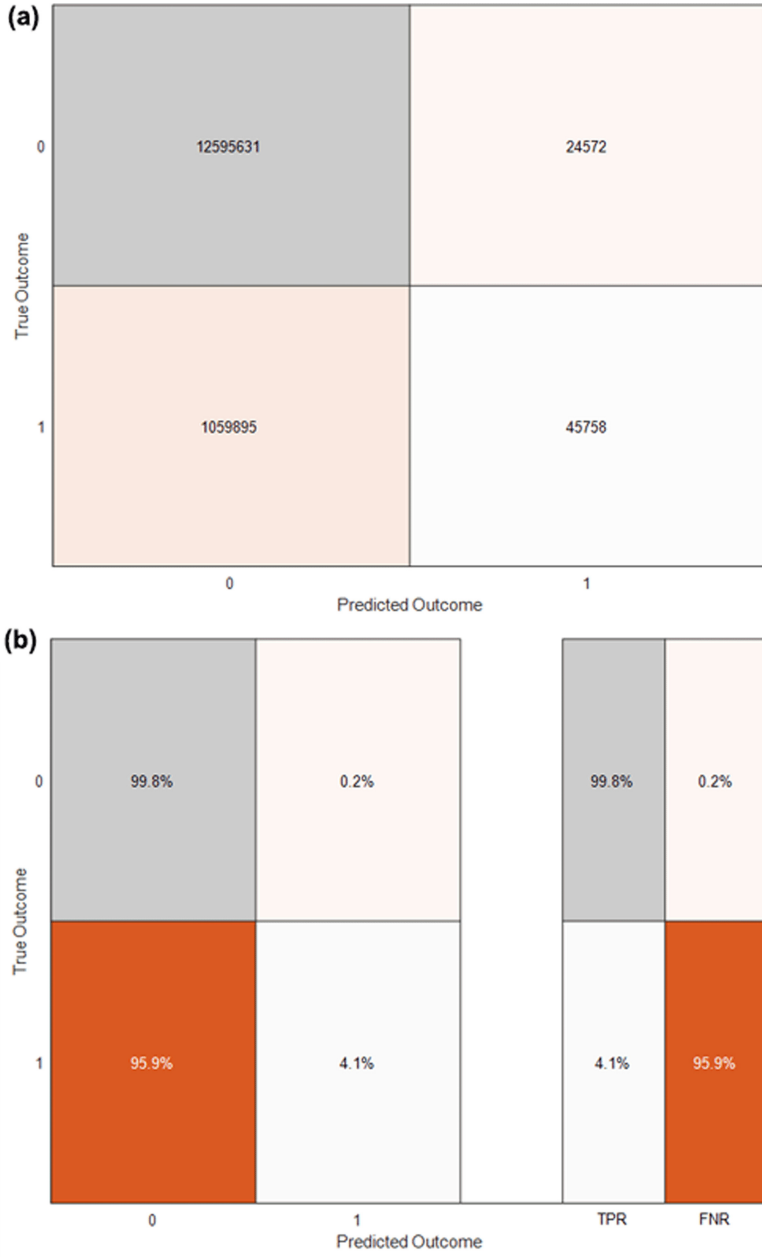 (a)
0
12595631
24572
True Outcome
1
1059895
45758
0
1
Predicted Outcome
(b)
0
99.8%
0.2%
99.8%
0.2%
True Outcome
1
95.9%
4.1%
4.1%
95.9%
0
1
TPR
FNR
Predicted Outcome